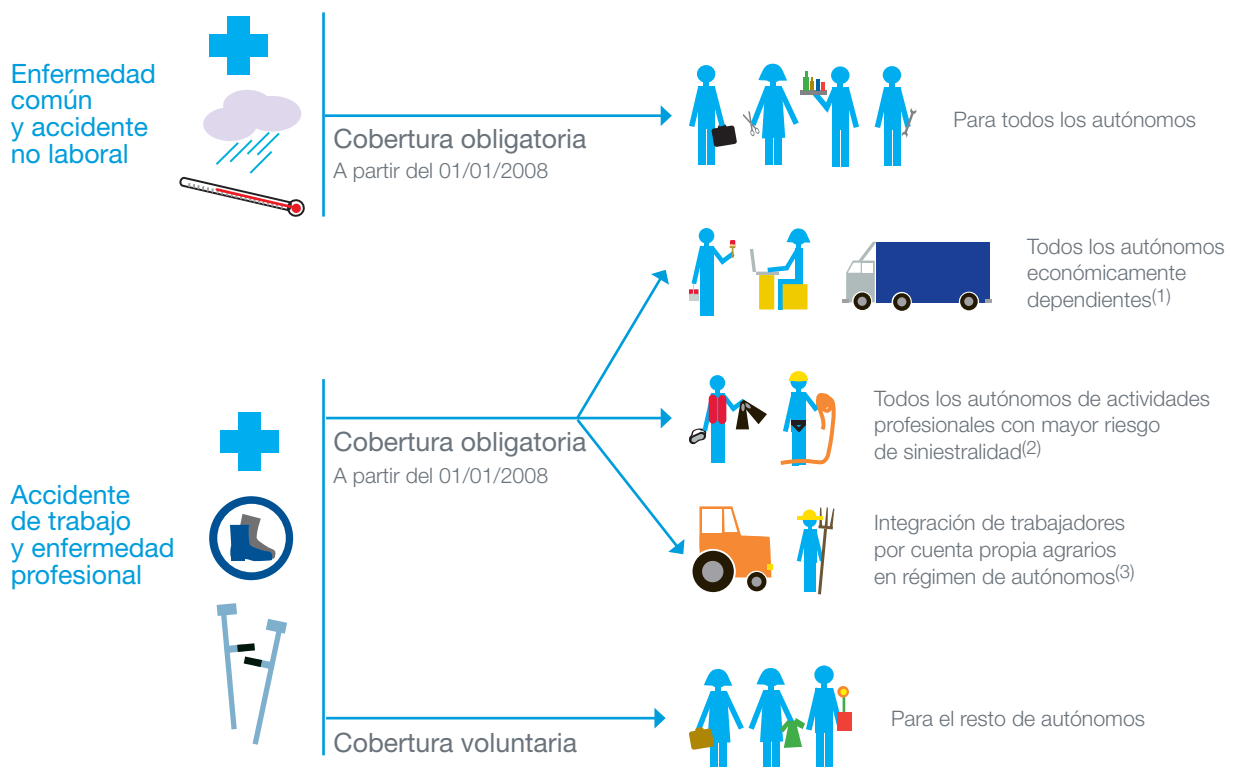 Enfermedad
común
y accidente
no laboral
Cobertura obligatoria
A partir del 01/01/2008
Para todos los autónomos
Todos los autónomos
económicamente
dependientes(1)
Accidente
de trabajo
y enfermedad
profesional
Cobertura obligatoria
A partir del 01/01/2008
Todos los autónomos de actividades
profesionales con mayor riesgo
de siniestralidad(2)
Integración de trabajadores
por cuenta propia agrarios
en régimen de autónomos(3)
Cobertura voluntaria
Para el resto de autónomos